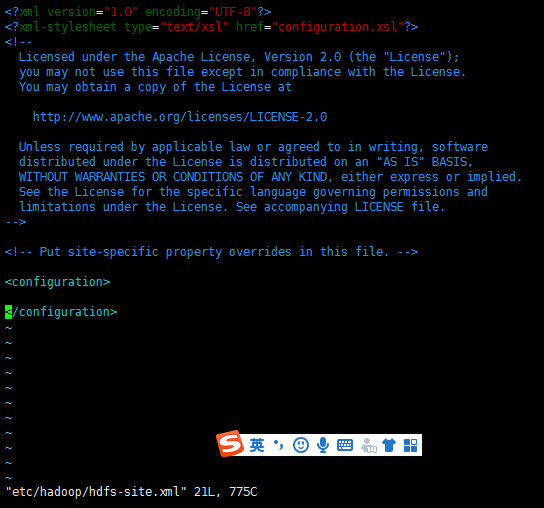 <?xml version="1.0" encoding="UTF-8"?>
<?xml-stylesheet type="text/xsl" href="configuration.xsl"?>
<!--
  Licensed under the Apache License, Version 2.0 (the "License");
  you may not use this file except in compliance with the License.
  You may obtain a copy of the License at

    http://www.apache.org/licenses/LICENSE-2.0

  Unless required by applicable law or agreed to in writing, software
  distributed under the License is distributed on an "AS IS" BASIS,
  WITHOUT WARRANTIES OR CONDITIONS OF ANY KIND, either express or implied.
  See the License for the specific language governing permissions and
  limitations under the License. See accompanying LICENSE file.
-->

<!-- Put site-specific property overrides in this file. -->

<configuration>

</configuration>
~
~
~
~
~
~
~
~
~
~
~
S 英
"etc/hadoop/hdfs-site.xml" 21L, 775C